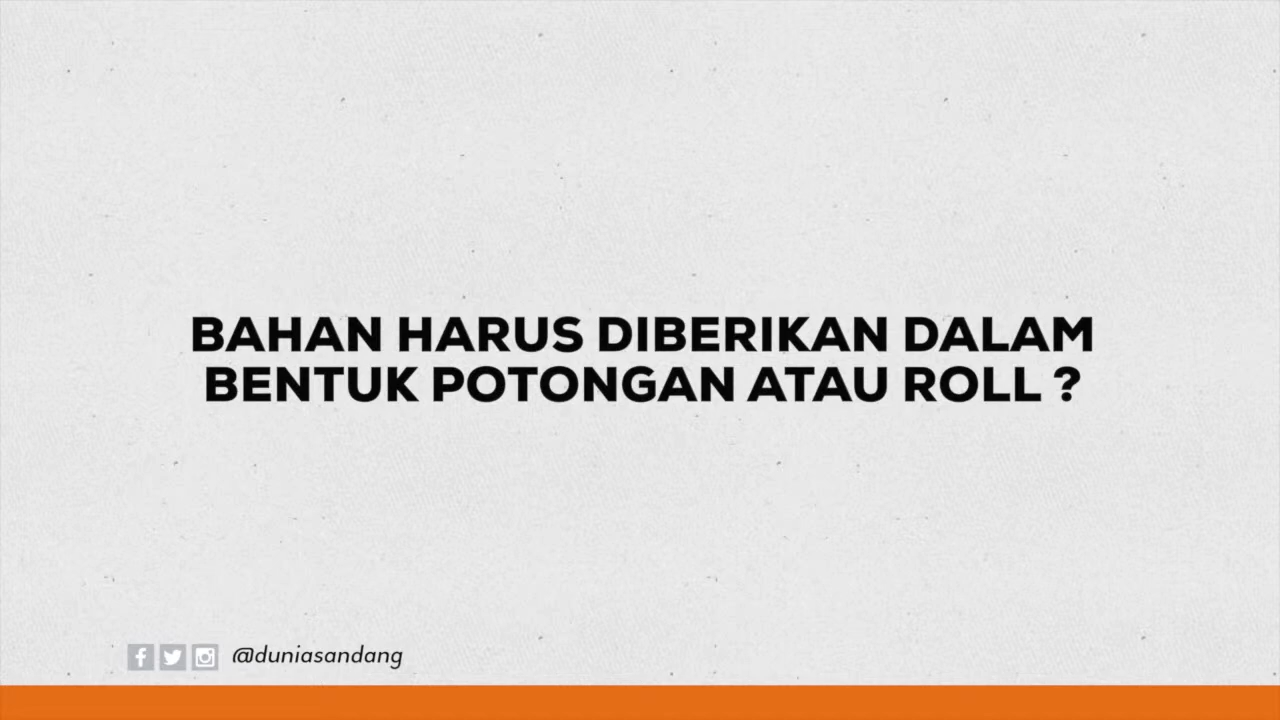 BAHAN HARUS DIBERIKAN DALAM
BENTUK POTONGAN ATAU ROLL ?
@duniasandang